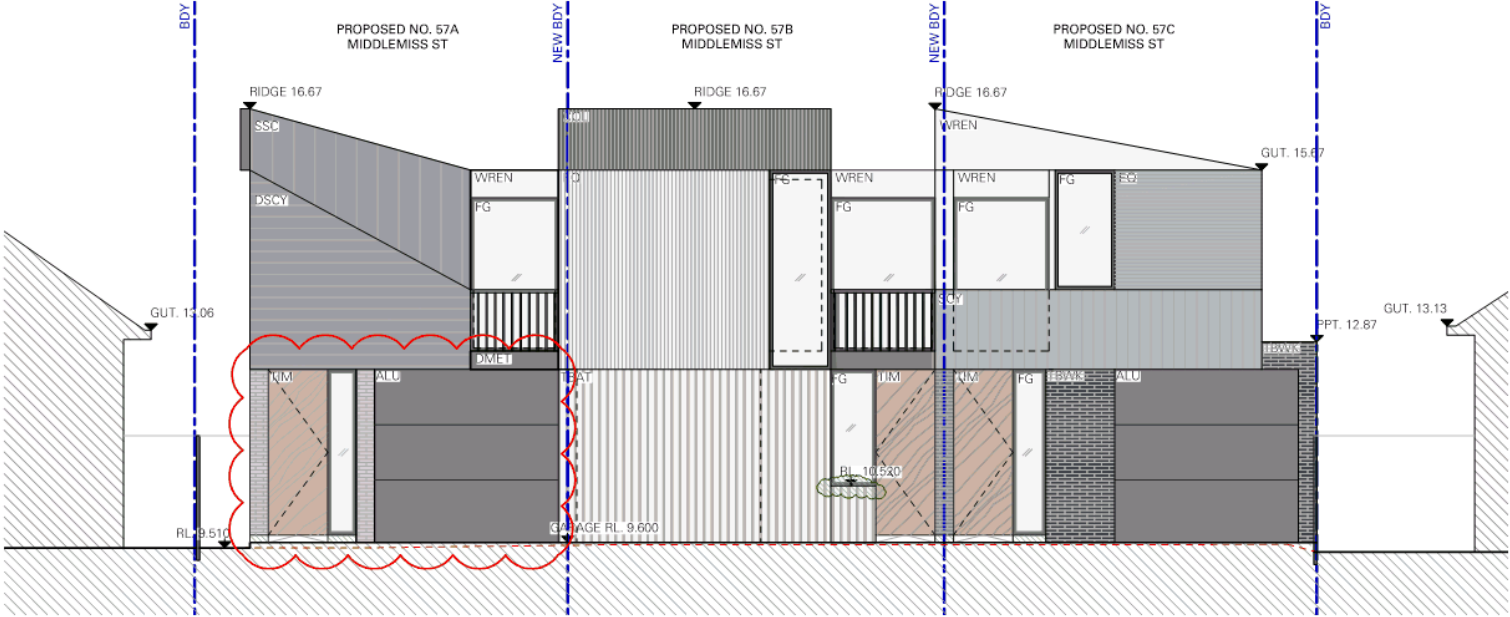 BDY
PROPOSED NO. 57A
MIDDLEMISS ST
NEW BDY
PROPOSED NO. 57B
MIDDLEMISS ST
NEW BDY
PROPOSED NO. 57C
MIDDLEMISS ST
BDY
RIDGE 16.67
RIDGE 16.67
RIDGE 16.67
SSC
WREN
GUT. 15.67
WREN
WREN
WREN
FG
FG
EQ
DSCY
FG
FG
FG
GUT. 13.06
SCY
GUT. 13.13
PPT. 12.87
TBWK
DMET
TIM
ALU
TBAT
FG
TIM
TIM
FG
TBWK
ALU
RL. 10.520
RL. 9.510
GARAGE RL. 9.600